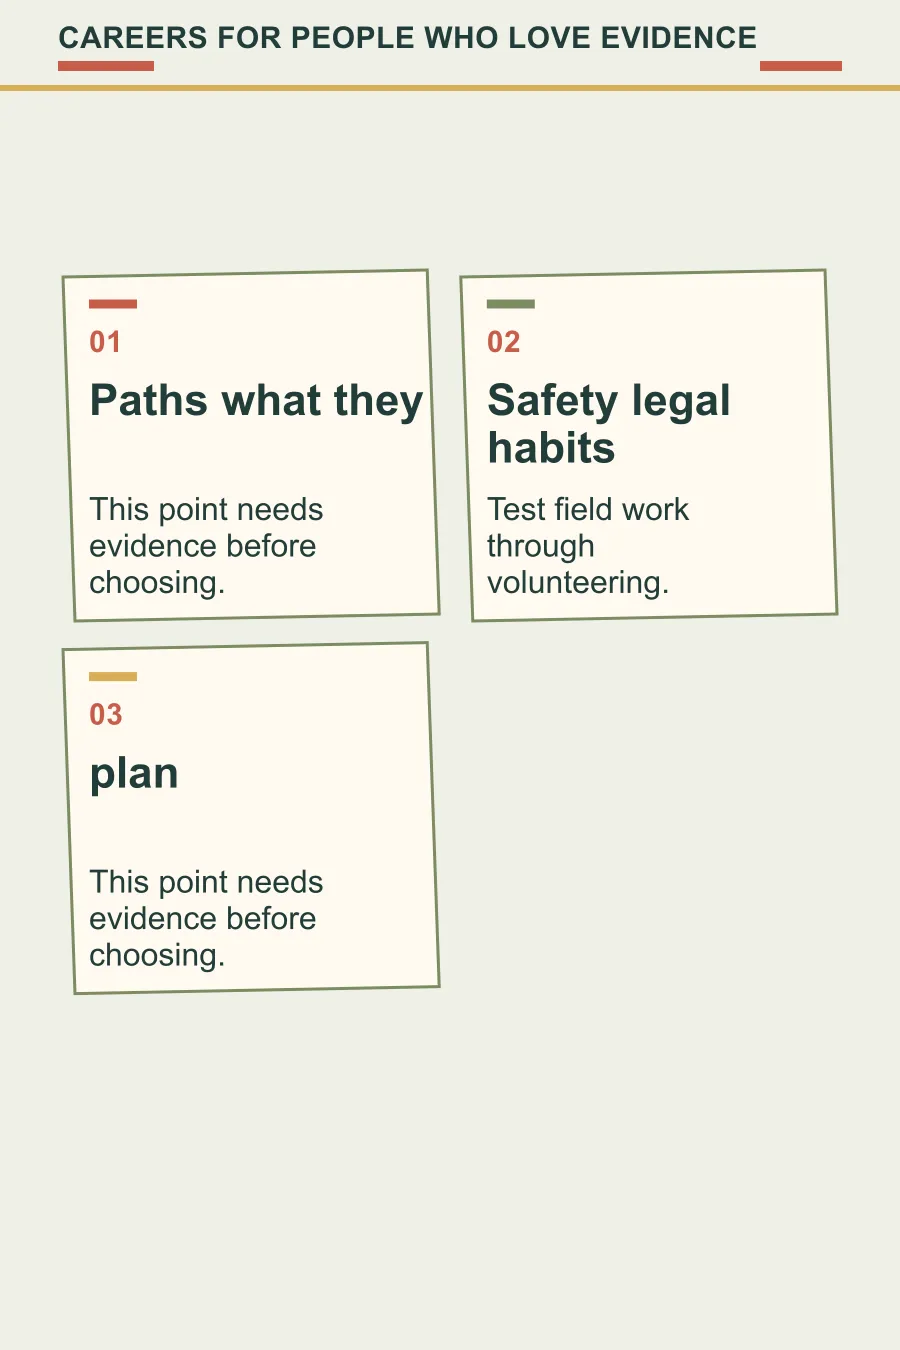 CAREERS FOR PEOPLE WHO LOVE EVIDENCE
01
Paths what they
This point needs
evidence before
choosing.
02
Safety legal
habits
Test field work
through
volunteering.
03
plan
This point needs
evidence before
choosing.